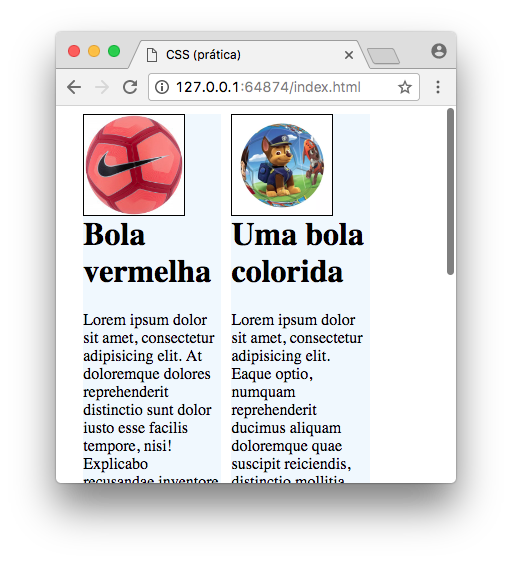 CSS (prática)
127.0.0.1:64874/index.html
Bola
vermelha
Lorem ipsum dolor
sit amet, consectetur
adipisicing elit. At
doloremque dolores
reprehenderit
distinctio sunt dolor
iusto esse facilis
tempore, nisi!
Explicabo
recusandae inventore
Uma bola
colorida
Lorem ipsum dolor
sit amet, consectetur
adipisicing elit.
Eaque optio,
numquam
reprehenderit
ducimus aliquam
doloremque quae
suscipit reiciendis,
distinctio mollitia